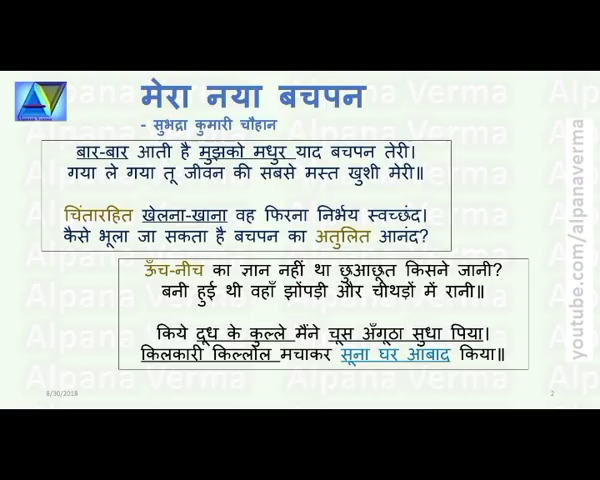 मेरा नया बचपन
- सुभद्रा कुमारी चौहान
बार-बार आती है मुझको मधुर याद बचपन तेरी।
गया ले गया तू जीवन की सबसे मस्त खुशी मेरी॥
चिंतारहित खेलना-खाना वह फिरना निर्भय स्वच्छंद।
कैसे भूला जा सकता है बचपन का अतुलित आनंद?
ऊँच-नीच का ज्ञान नहीं था छुआछूत किसने जानी?
बनी हुई थी वहाँ झोंपड़ी और चीथड़ों में रानी॥
किये दूध के कुल्ले मैंने चूस अँगूठा सुधा पिया।
किलकारी किल्लोल मचाकर सूना घर आबाद किया॥
8/30/2018
2
youtube.com/alpanaverma
Alpana Verma